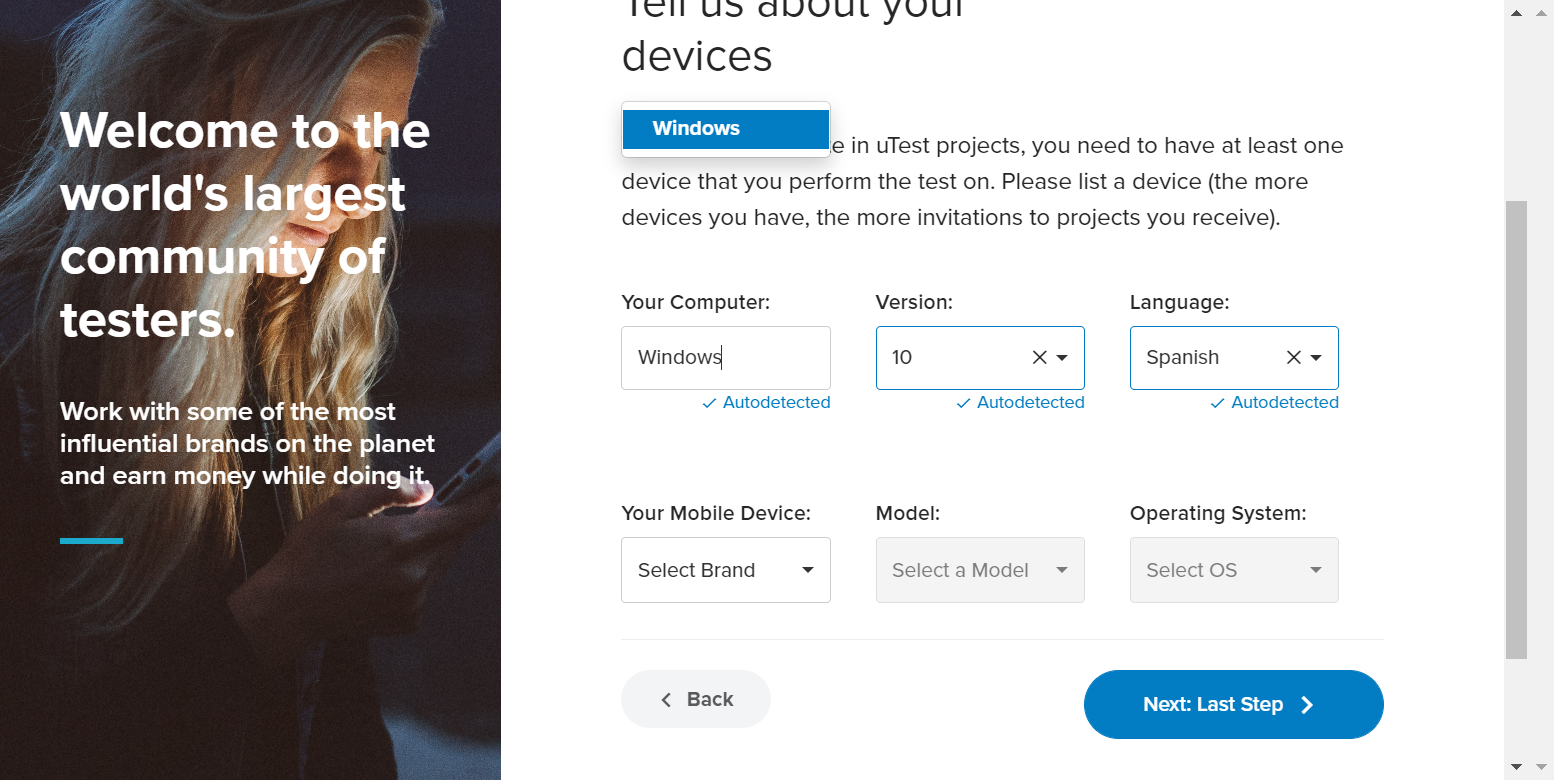 Welcome to the
world's largest
community of
testers.
Work with some of the most
influential brands on the planet
and earn money while doing it.
Tell us about your
devices
Windows
e in uTest projects, you need to have at least one
device that you perform the test on. Please list a device (the more
devices you have, the more invitations to projects you receive).
Your Computer: Version: Language:
Windows 10 Spanish
Autodetected Autodetected Autodetected
Your Mobile Device: Model: Operating System:
Select Brand Select a Model Select OS
Back Next: Last Step